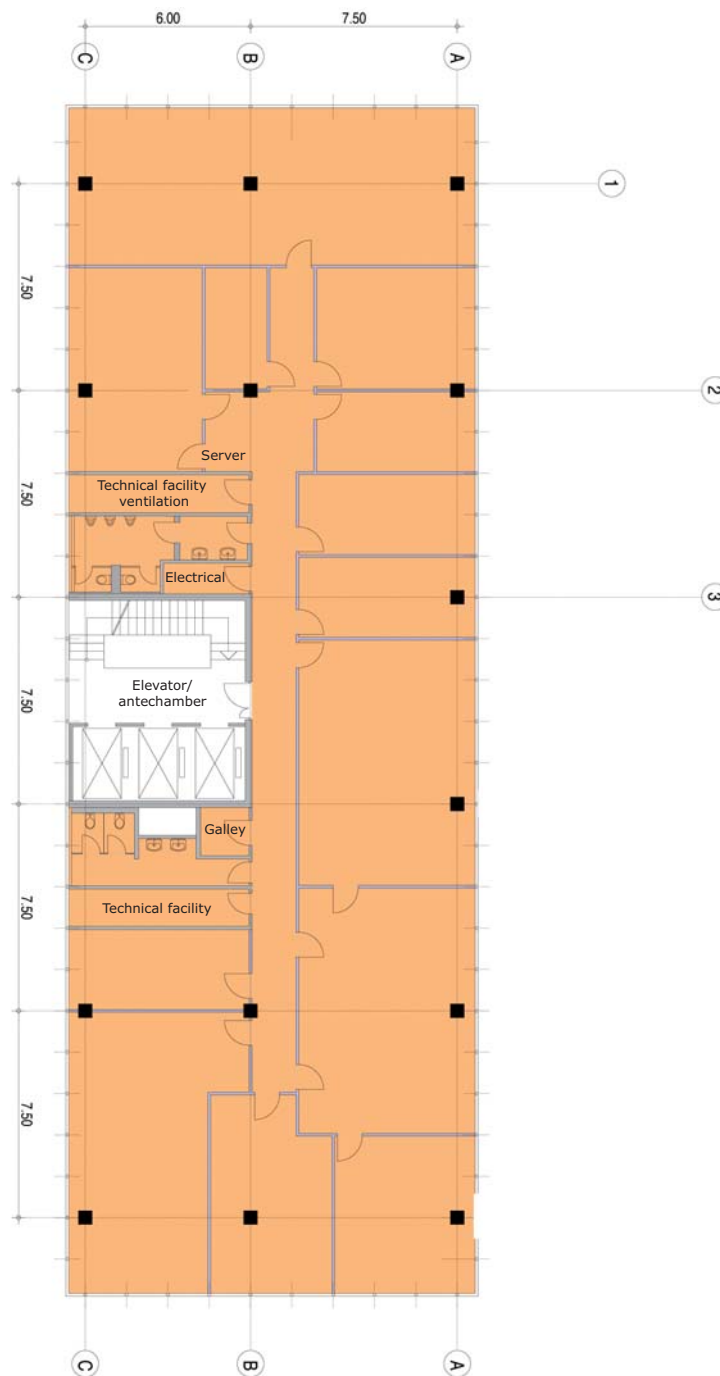 6.00
7.50
C
B
A
1
7.50
2
Server
7.50
Technical facility
ventilation
Electrical
3
7.50
Elevator/
antechamber
Galley
7.50
Technical facility
7.50
C
B
A